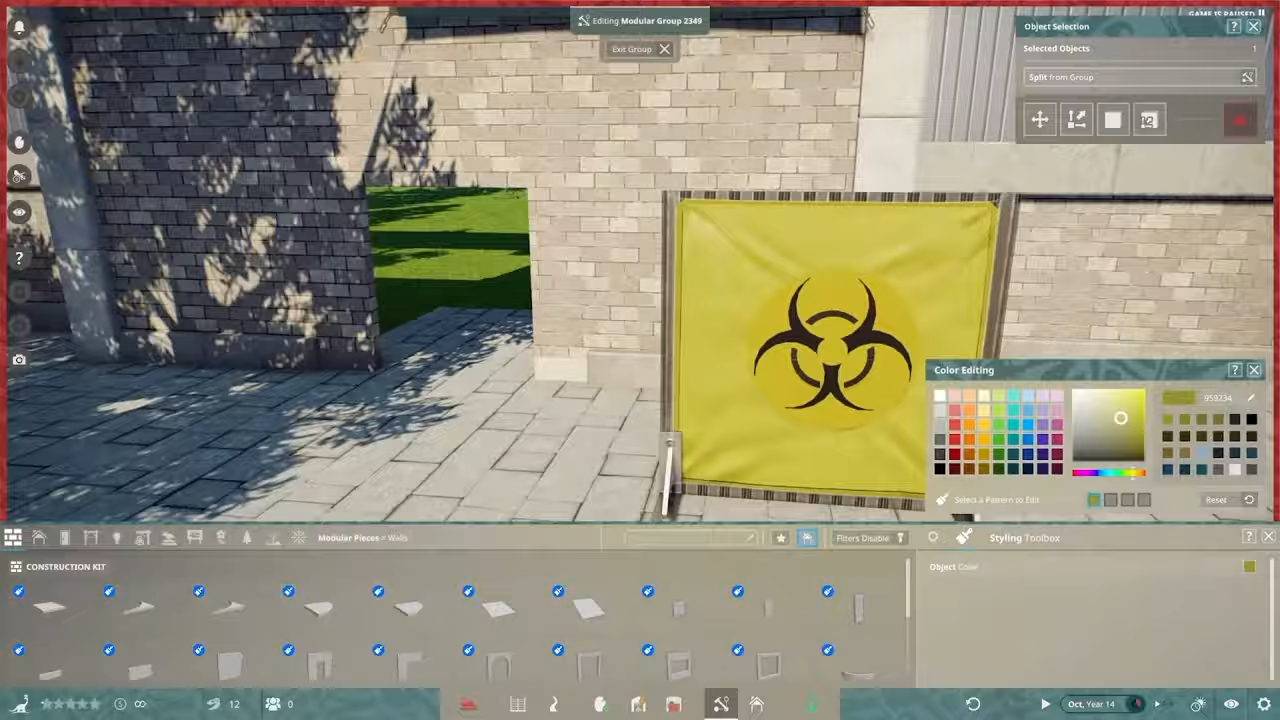 GAME IS PAUSED
Editing Modular Group 2349
Exit Group
Object Selection
?
Selected Objects 1
Split from Group
?
Color Editing
?
959234
Select a Pattern to Edit
Reset
Modular Pieces > Walls
Filters Disable
Styling Toolbox
?
CONSTRUCTION KIT
Object Color
12
0
Oct, Year 14